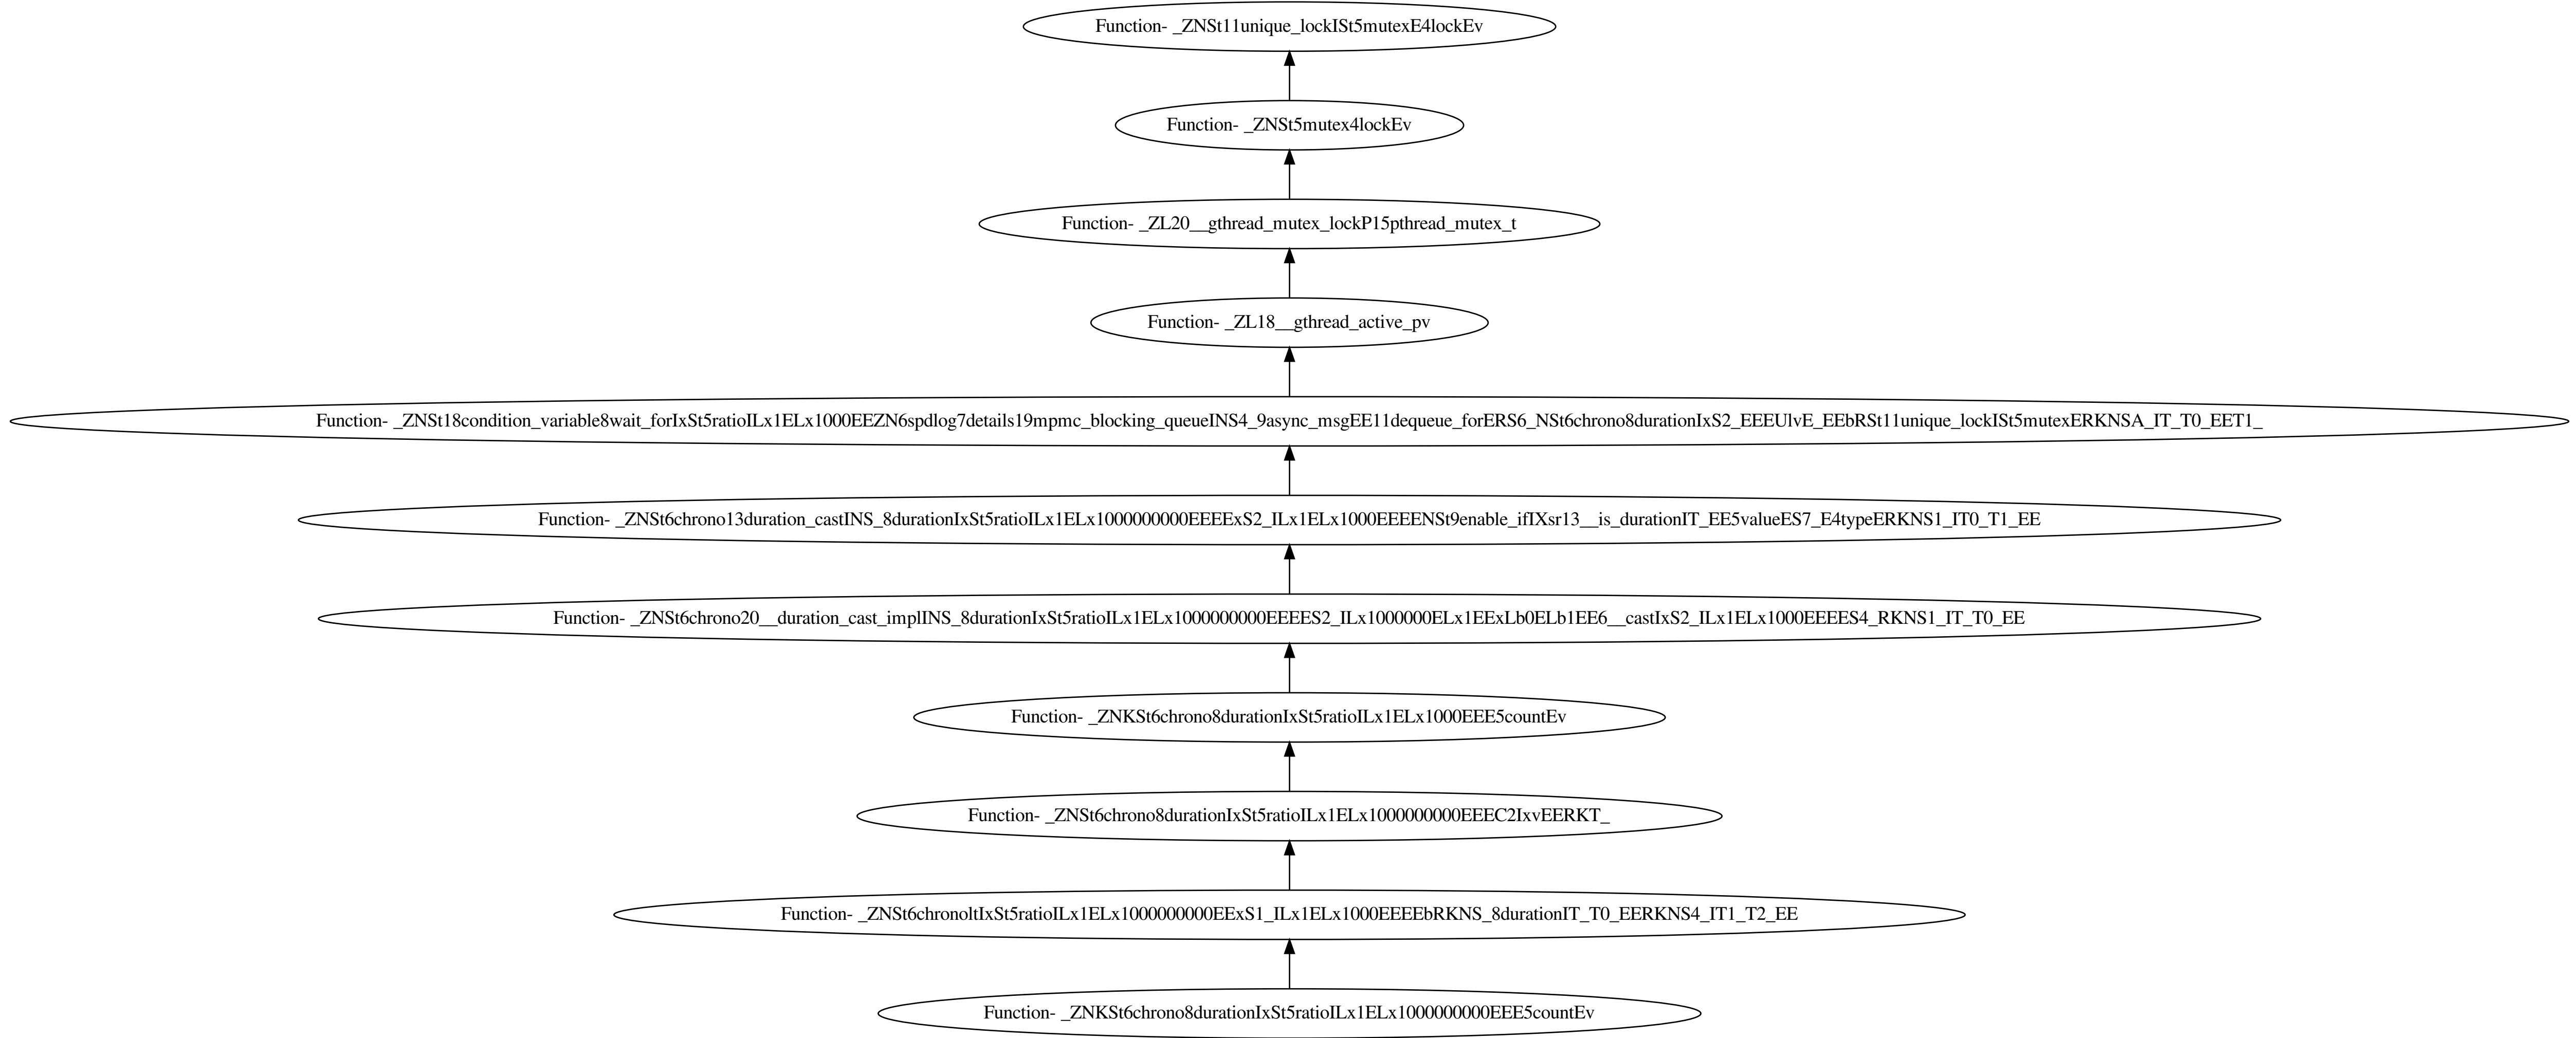 Function- _ZNSt11unique_lockISt5mutexE4lockEv
Function- _ZNSt5mutex4lockEv
Function- _ZL20__gthread_mutex_lockP15pthread_mutex_t
Function- _ZL18__gthread_active_pv
Function- _ZNSt18condition_variable8wait_forIxSt5ratioILx1ELx1000EEZN6spdlog7details19mpmc_blocking_queueINS4_9async_msgEE11dequeue_forERS6_NSt6chrono8durationIxS2_EEEUlvE_EEbRSt11unique_lockISt5mutexERKNSA_IT_T0_EET1_
Function- _ZNSt6chrono13duration_castINS_8durationIxSt5ratioILx1ELx1000000000EEEExS2_ILx1ELx1000EEEENSt9enable_ifIXsr13__is_durationIT_EE5valueES7_E4typeERKNS1_IT0_T1_EE
Function- _ZNSt6chrono20__duration_cast_implINS_8durationIxSt5ratioILx1ELx1000000000EEEES2_ILx1000000ELx1EExLb0ELb1EE6__castIxS2_ILx1ELx1000EEEES4_RKNS1_IT_T0_EE
Function- _ZNKSt6chrono8durationIxSt5ratioILx1ELx1000EEE5countEv
Function- _ZNSt6chrono8durationIxSt5ratioILx1ELx1000000000EEEC2IxvEERKT_
Function- _ZNSt6chronoltIxSt5ratioILx1ELx1000000000EExS1_ILx1ELx1000EEEEbRKNS_8durationIT_T0_EERKNS4_IT1_T2_EE
Function- _ZNKSt6chrono8durationIxSt5ratioILx1ELx1000000000EEE5countEv